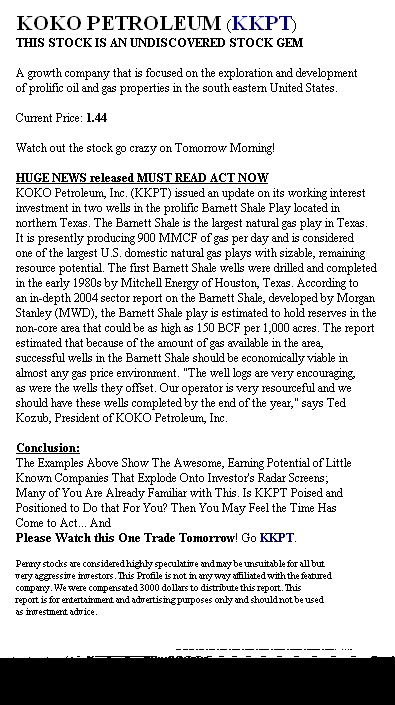 KOKO PETROLEUM (KKPT)
THIS STOCK IS AN UNDISCOVERED STOCK GEM
A growth company that is focused on the exploration and development
of prolific oil and gas properties in the south eastern United States.
Current Price: 1.44
Watch out the stock go crazy on Tomorrow Morning!
HUGE NEWS released MUST READ ACT NOW
KOKO Petroleum, Inc. (KKPT) issued an update on its working interest
investment in two wells in the prolific Barnett Shale Play located in
northern Texas. The Barnett Shale is the largest natural gas play in Texas.
It is presently producing 900 MMCF of gas per day and is considered
one of the largest U.S. domestic natural gas plays with sizable, remaining
resource potential. The first Barnett Shale wells were drilled and completed
in the early 1980s by Mitchell Energy of Houston, Texas. According to
an in-depth 2004 sector report on the Barnett Shale, developed by Morgan
Stanley (MWD), the Barnett Shale play is estimated to hold reserves in the
non-core area that could be as high as 150 BCF per 1,000 acres. The report
estimated that because of the amount of gas available in the area,
successful wells in the Barnett Shale should be economically viable in
almost any gas price environment. "The well logs are very encouraging,
as were the wells they offset. Our operator is very resourceful and we
should have these wells completed by the end of the year," says Ted
Kozub, President of KOKO Petroleum, Inc.
Conclusion:
The Examples Above Show The Awesome, Earning Potential of Little
Known Companies That Explode Onto Investor's Radar Screens;
Many of You Are Already Familiar with This. Is KKPT Poised and
Positioned to Do that For You? Then You May Feel the Time Has
Come to Act... And
Please Watch this One Trade Tomorrow! Go KKPT.
Penny stocks are considered highly speculative and may be unsuitable for all but
very aggressive investors. This Profile is not in any way affiliated with the featured
company. We were compensated 3000 dollars to distribute this report. This
report is for entertainment and advertising purposes only and should not be used
as investment advice.